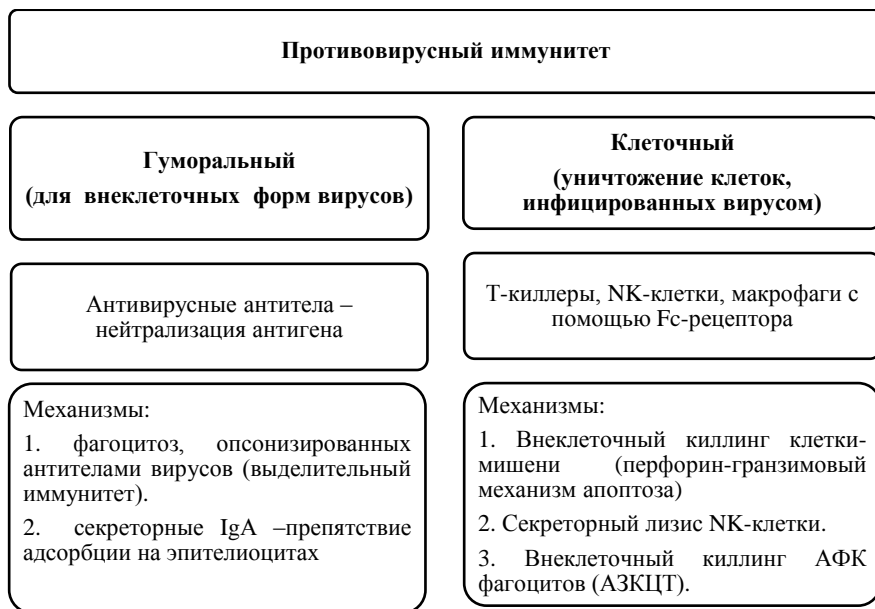 Противовирусный иммунитет
Гуморальный
(для внеклеточных форм вирусов)
Клеточный
(уничтожение клеток,
инфицированных вирусом)
Антивирусные антитела –
нейтрализация антигена
Т-киллеры, NK-клетки, макрофаги с
помощью Fc-рецептора
Механизмы:
1. фагоцитоз, опсонизированных
антителами вирусов (выделительный
иммунитет).
2. секреторные IgA –препятствие
адсорбции на эпителиоцитах
Механизмы:
1. Внеклеточный киллинг клетки-
мишени (перфорин-гранзимовый
механизм апоптоза)
2. Секреторный лизис NK-клетки.
3. Внеклеточный киллинг АФК
фагоцитов (АЗКЦТ).